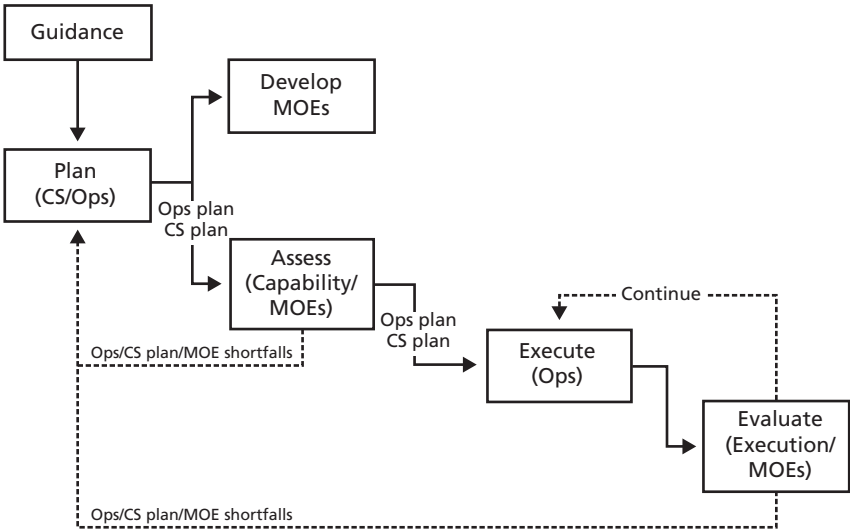 Guidance
Develop
MOEs
Plan
(CS/Ops)
Ops plan
CS plan
Assess
(Capability/
MOEs)
Ops plan
CS plan
Continue
Execute
(Ops)
Ops/CS plan/MOE shortfalls
Evaluate
(Execution/
MOEs)
Ops/CS plan/MOE shortfalls